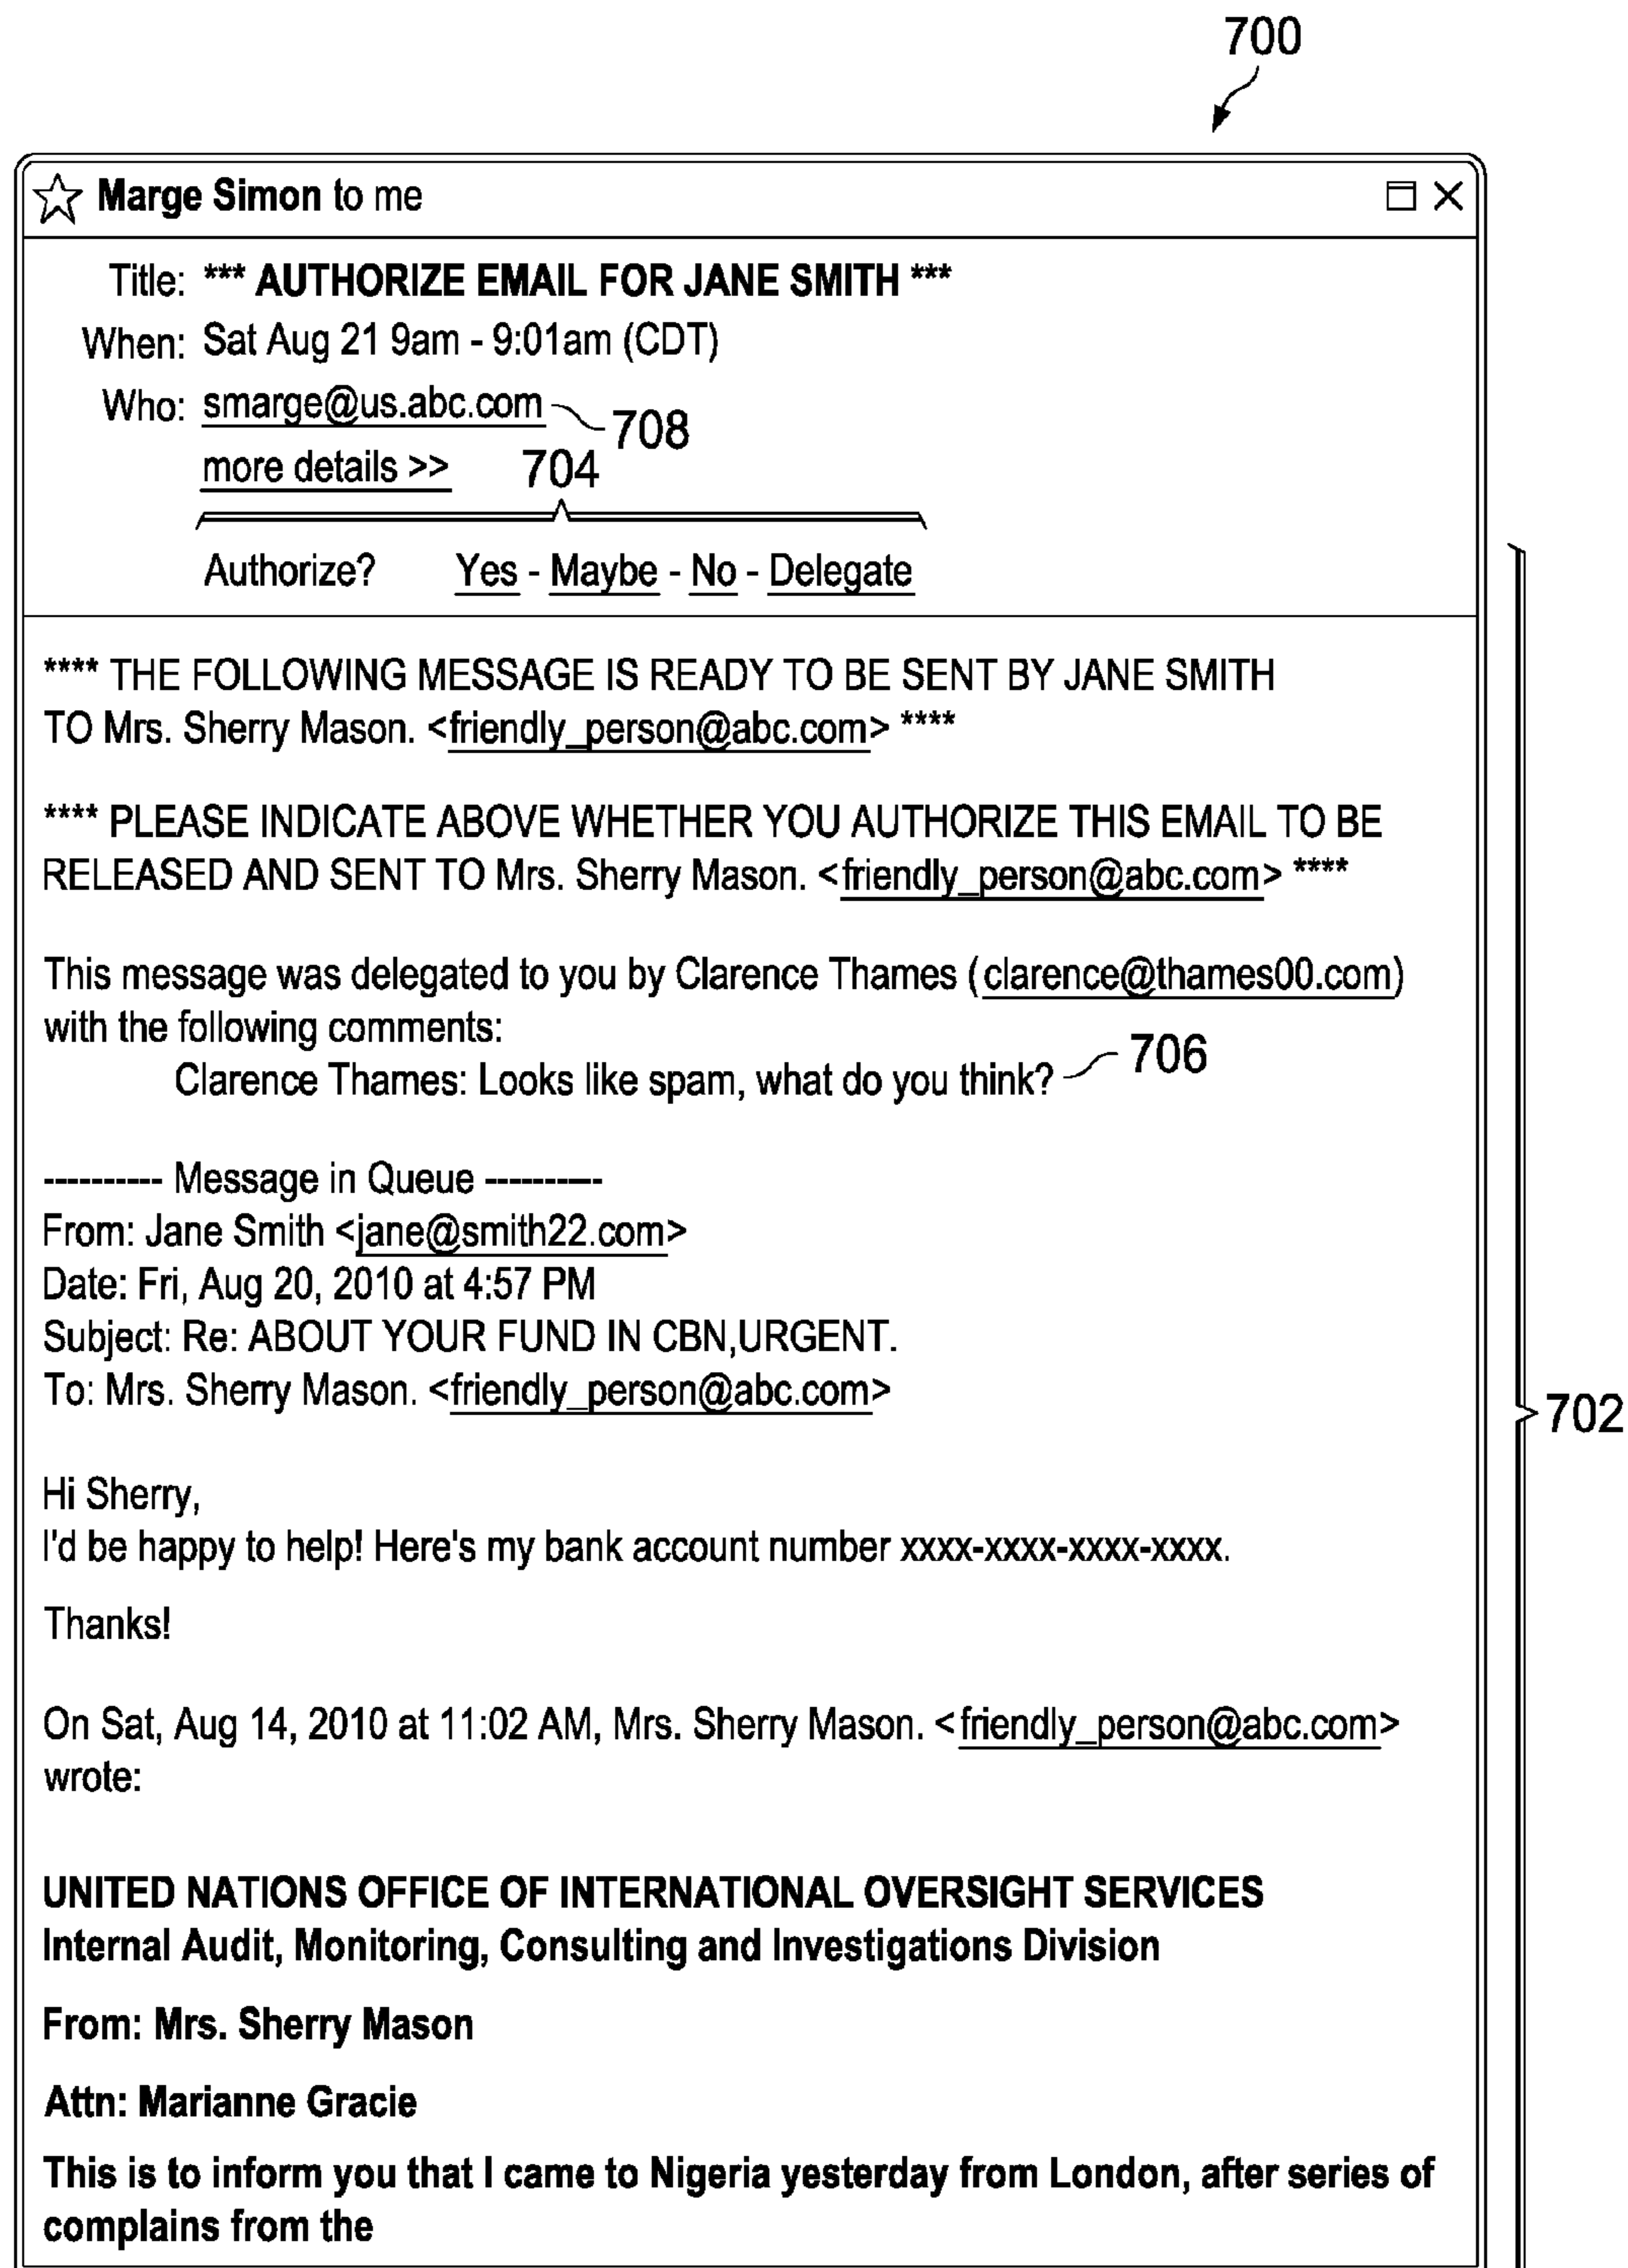 700
Marge Simon to me
Title: *** AUTHORIZE EMAIL FOR JANE SMITH ***
When: Sat Aug 21 9am - 9:01am (CDT)
Who: smarge@us.abc.com
708
more details >>
704
Authorize? Yes - Maybe - No - Delegate
**** THE FOLLOWING MESSAGE IS READY TO BE SENT BY JANE SMITH
TO Mrs. Sherry Mason. <friendly_person@abc.com> ****
**** PLEASE INDICATE ABOVE WHETHER YOU AUTHORIZE THIS EMAIL TO BE
RELEASED AND SENT TO Mrs. Sherry Mason. <friendly_person@abc.com> ****
This message was delegated to you by Clarence Thames (clarence@thames00.com)
with the following comments:
Clarence Thames: Looks like spam, what do you think?
706
---------- Message in Queue ----------
From: Jane Smith <jane@smith22.com>
Date: Fri, Aug 20, 2010 at 4:57 PM
Subject: Re: ABOUT YOUR FUND IN CBN,URGENT.
To: Mrs. Sherry Mason. <friendly_person@abc.com>
702
Hi Sherry,
I'd be happy to help! Here's my bank account number xxxx-xxxx-xxxx-xxxx.
Thanks!
On Sat, Aug 14, 2010 at 11:02 AM, Mrs. Sherry Mason. <friendly_person@abc.com>
wrote:
UNITED NATIONS OFFICE OF INTERNATIONAL OVERSIGHT SERVICES
Internal Audit, Monitoring, Consulting and Investigations Division
From: Mrs. Sherry Mason
Attn: Marianne Gracie
This is to inform you that I came to Nigeria yesterday from London, after series of
complains from the